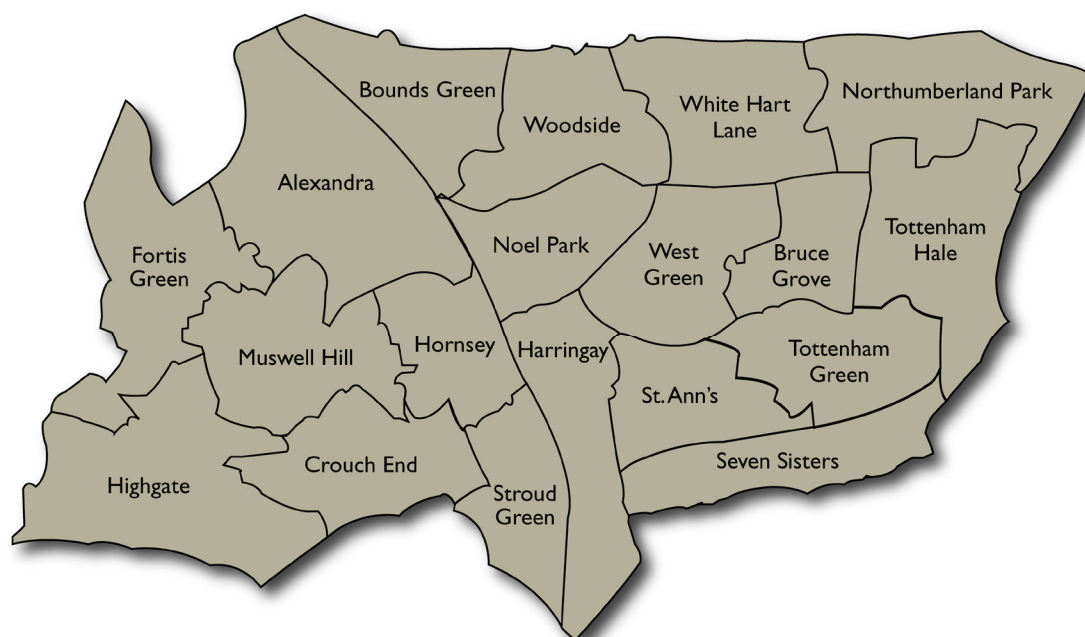 Bounds Green
Northumberland Park
White Hart
Lane
Woodside
Alexandra
Tottenham
Hale
Noel Park
West
Green
Bruce
Grove
Fortis
Green
Muswell Hill
Hornsey
Harringay
Tottenham
Green
St. Ann's
Seven Sisters
Crouch End
Highgate
Stroud
Green